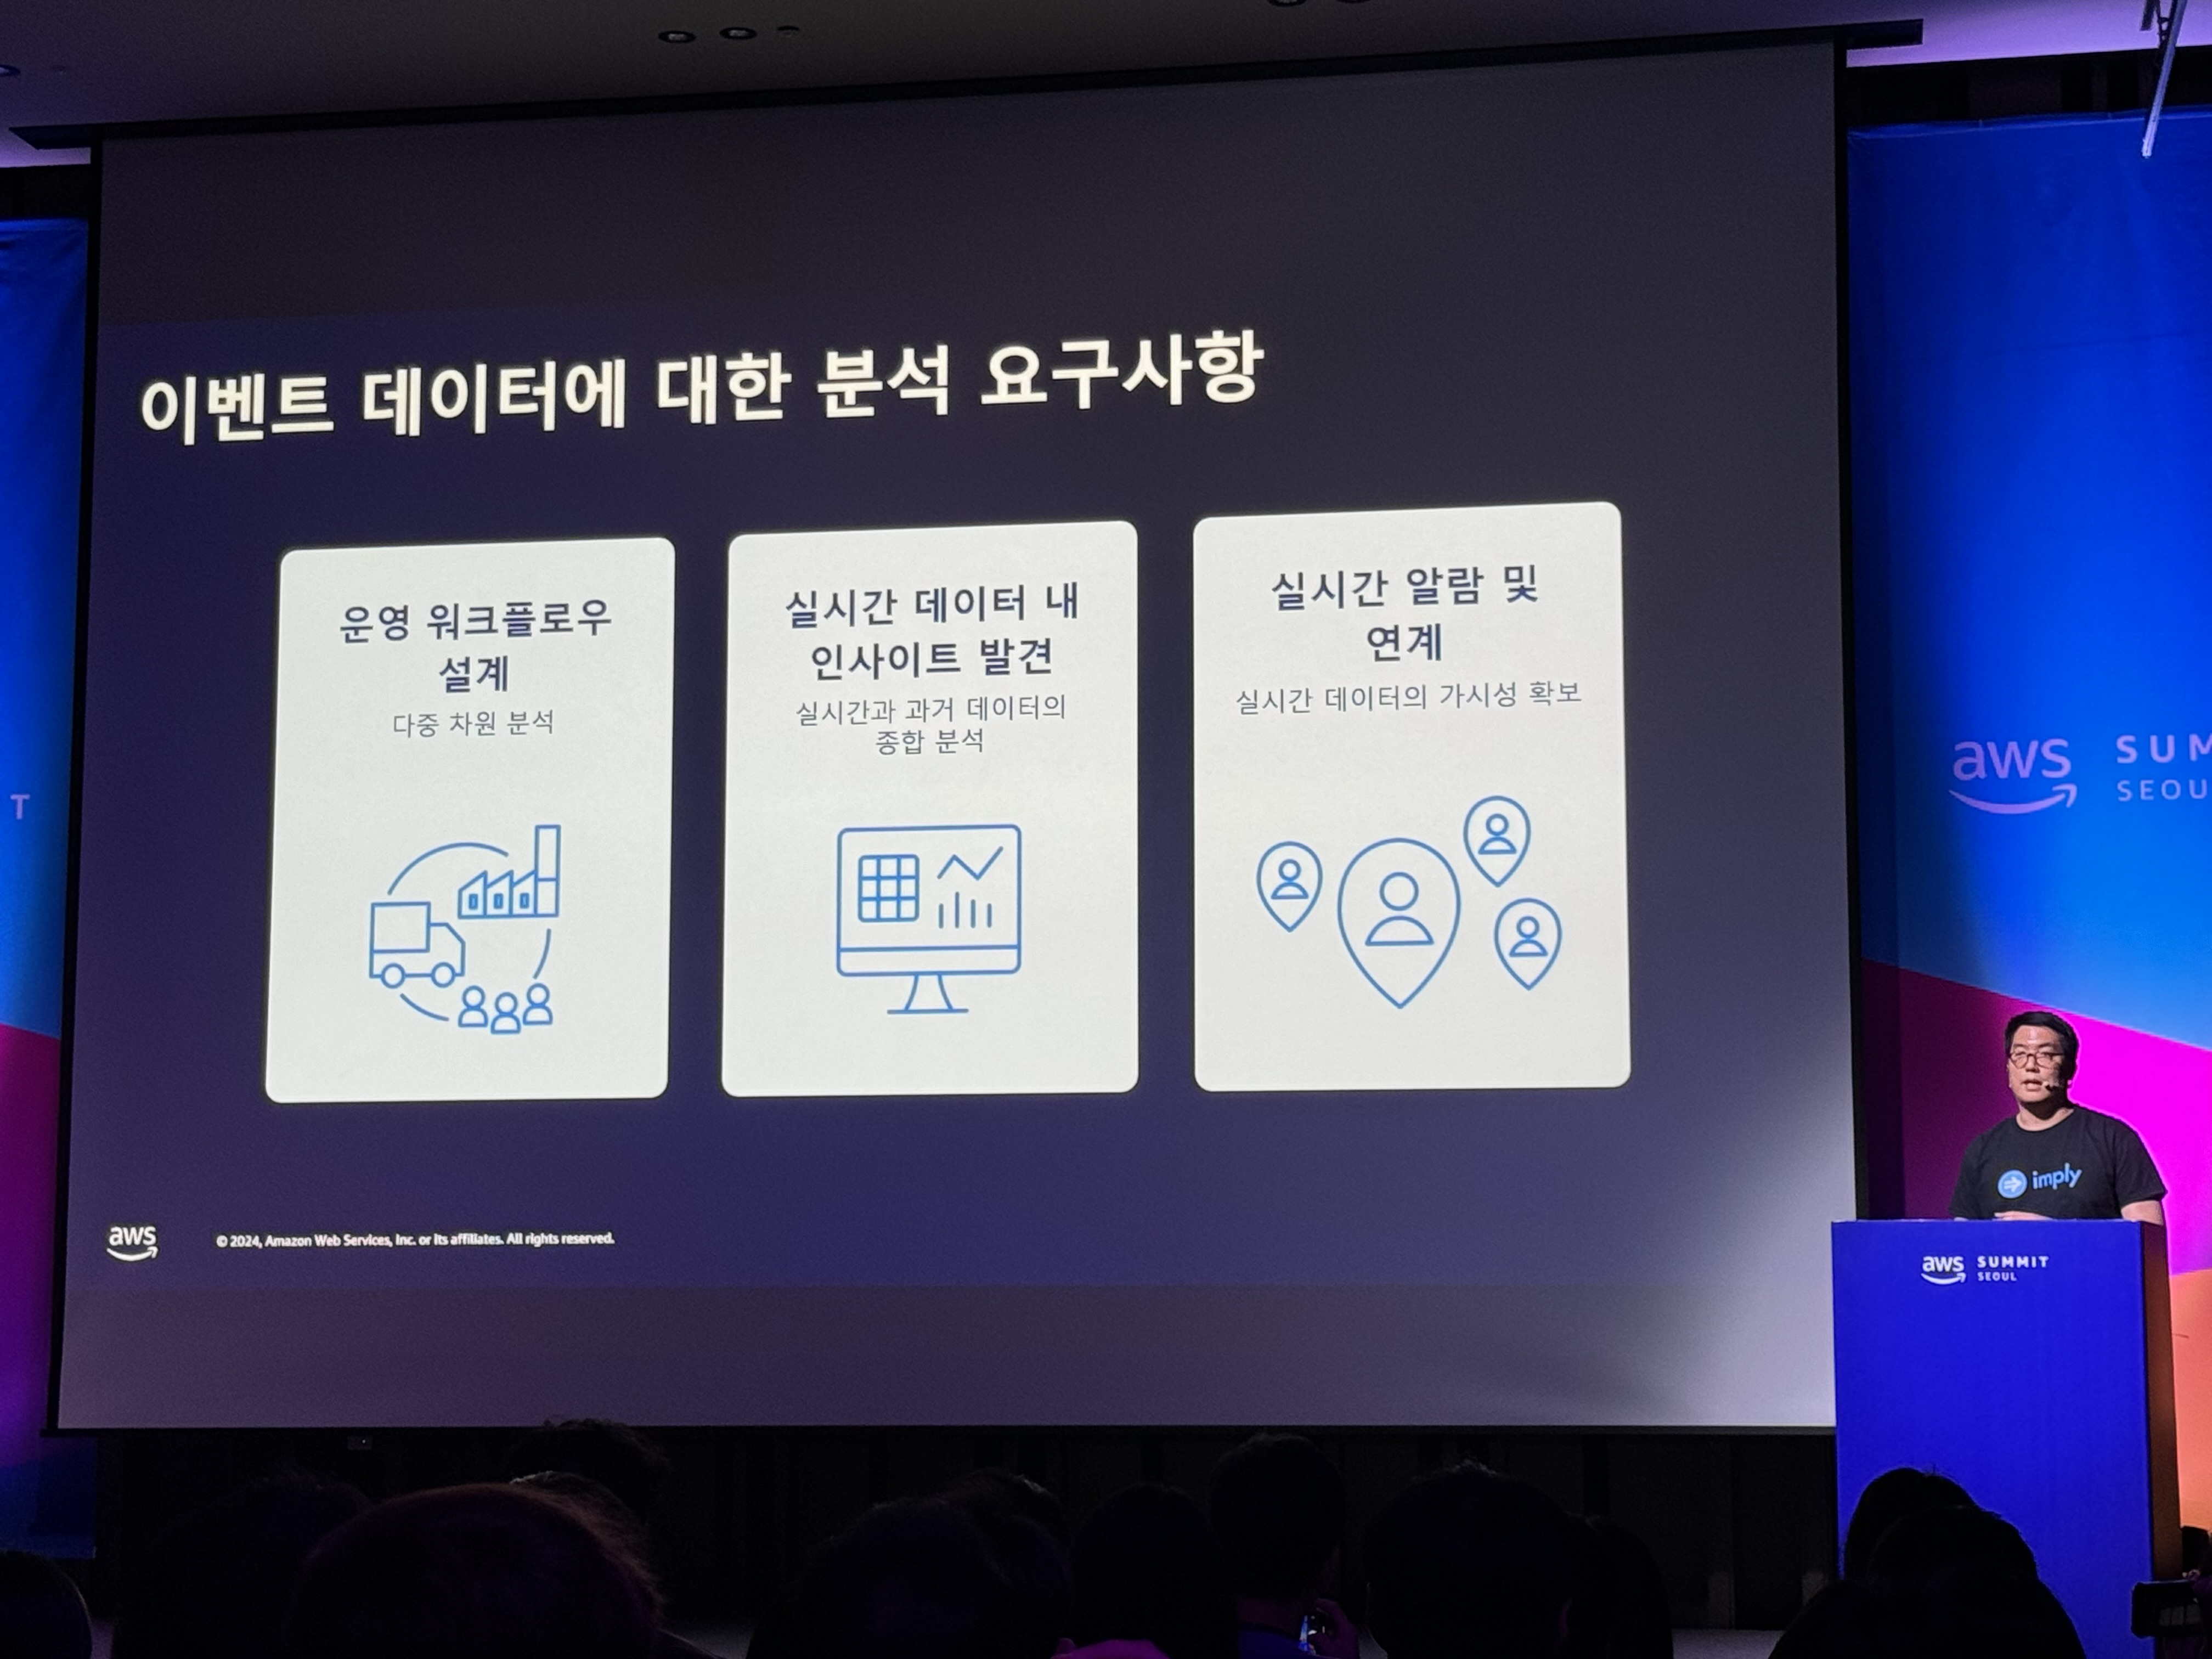 이벤트 데이터에 대한 분석 요구사항
운영 워크플로우
설계
다중 차원 분석
실시간 데이터 내
인사이트 발견
실시간과 과거 데이터의
종합 분석
실시간 알람 및
연계
실시간 데이터의 가시성 확보
aws
© 2024, Amazon Web Services, Inc. or its affiliates. All rights reserved.
T
aws
SUM
SEOU
imply
aws SUMMIT
SEOUL